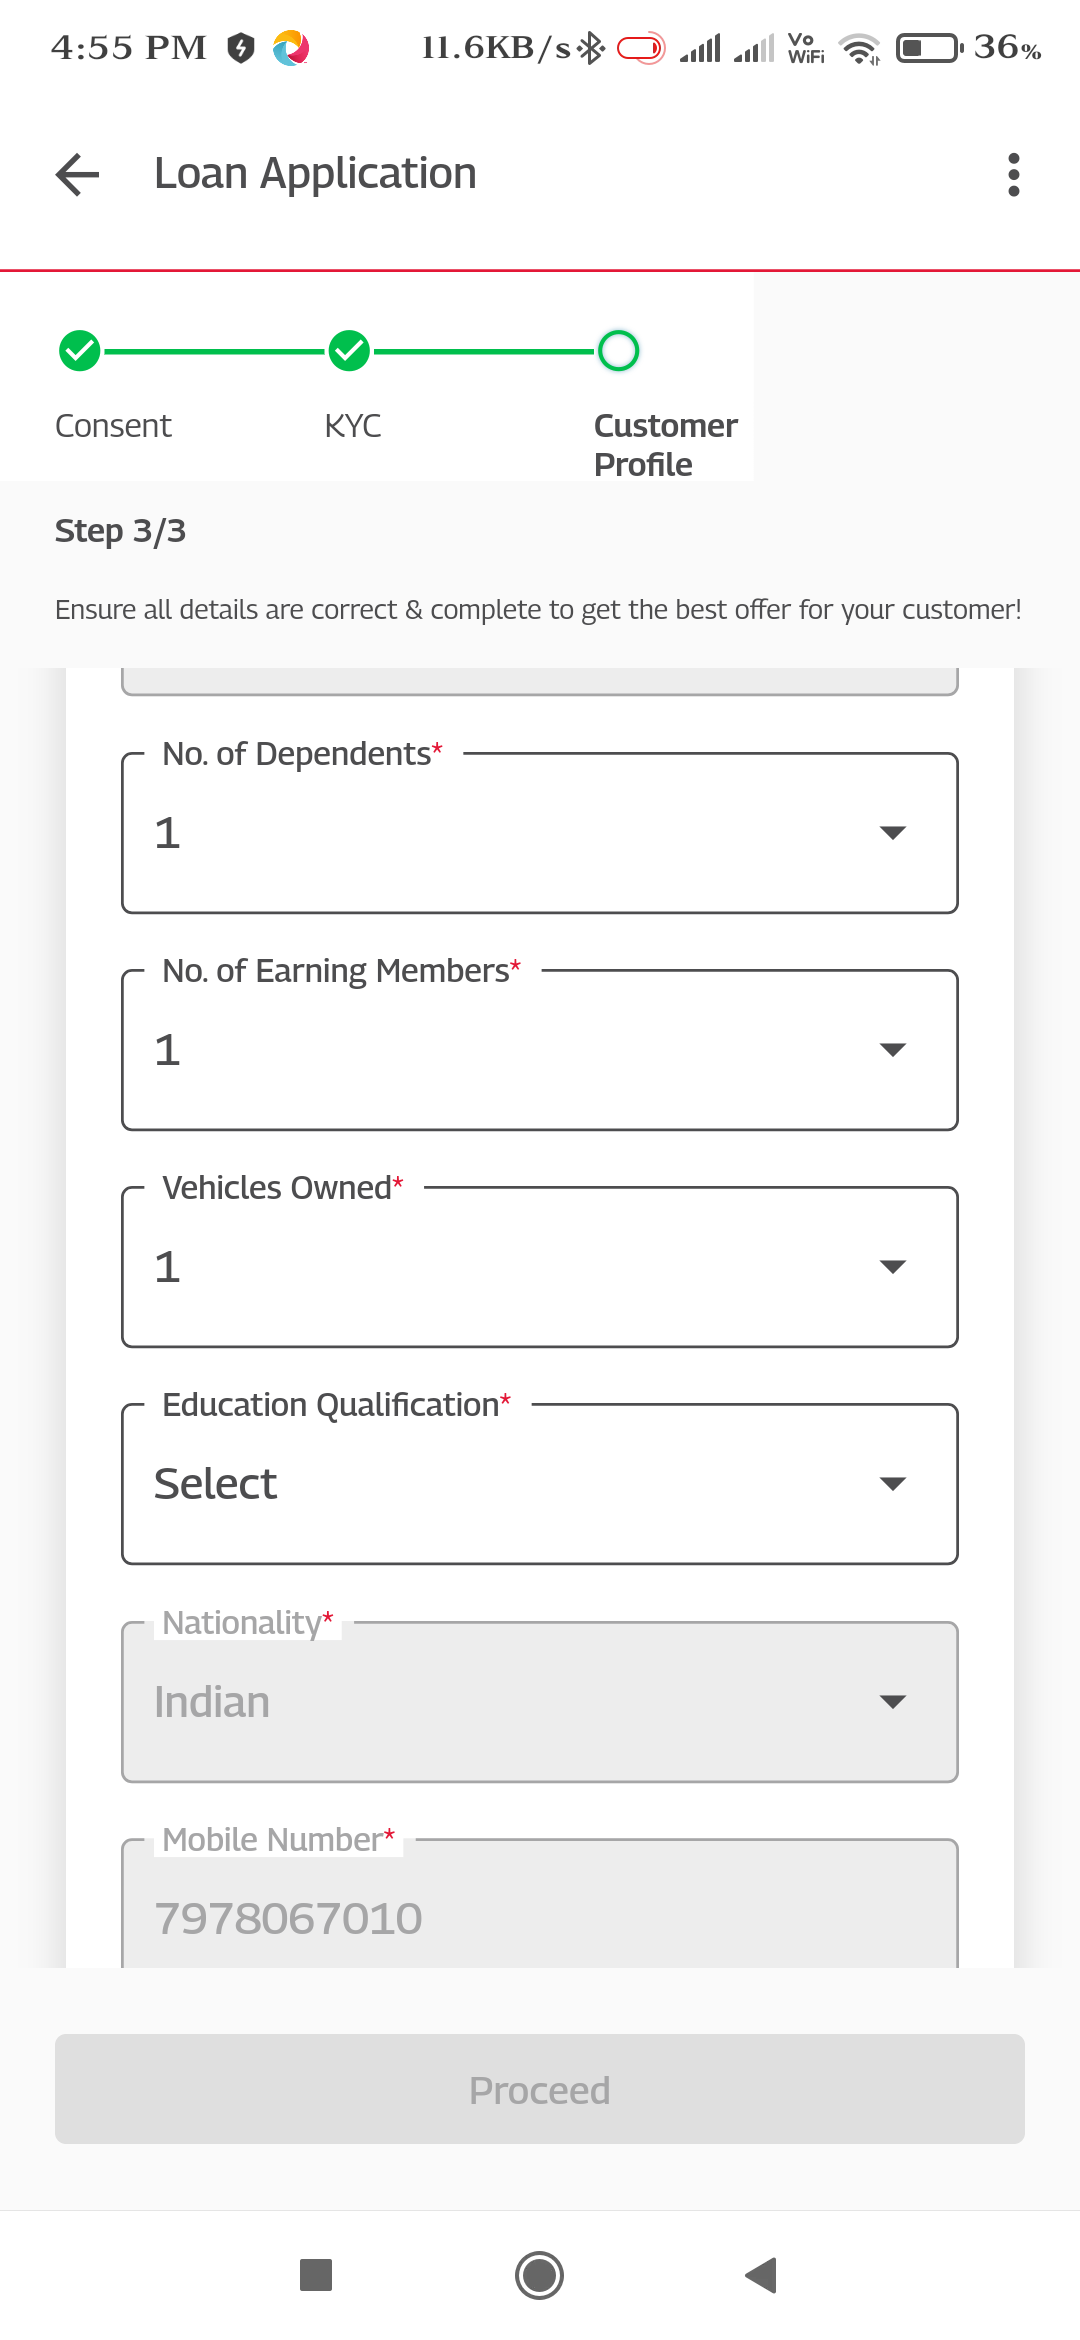 4:55 PM 11.6KB/s Vo WiFi 36%
Loan Application
Consent KYC Customer Profile
Step 3/3
Ensure all details are correct & complete to get the best offer for your customer!
No. of Dependents*
1
No. of Earning Members*
1
Vehicles Owned*
1
Education Qualification*
Select
Nationality*
Indian
Mobile Number*
7978067010
Proceed